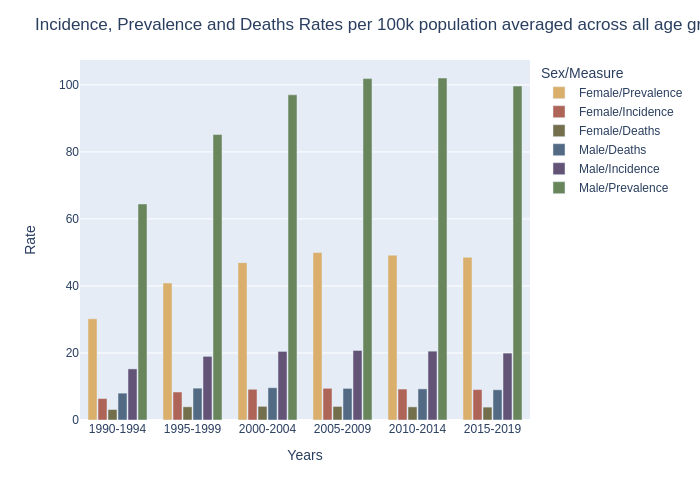 Incidence, Prevalence and Deaths Rates per 100k population averaged across all age
Sex/Measure
Female/Prevalence
Female/Incidence
Female/Deaths
Male/Deaths
Male/Incidence
Male/Prevalence
100
80
60
40
20
0
Rate
1990-1994 1995-1999 2000-2004 2005-2009 2010-2014 2015-2019
Years